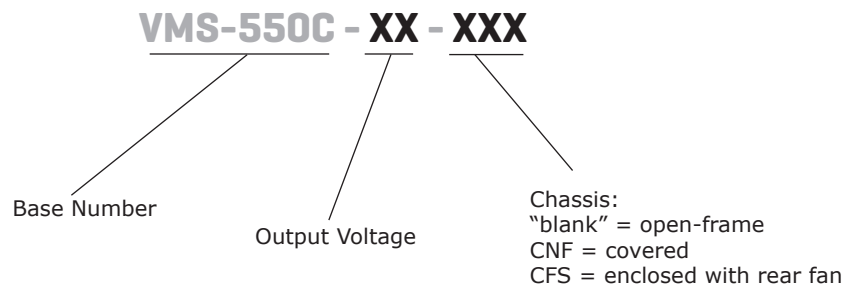 VMS-550C - XX - XXX
Base Number
Output Voltage
Chassis:
“blank” = open-frame
CNF = covered
CFS = enclosed with rear fan